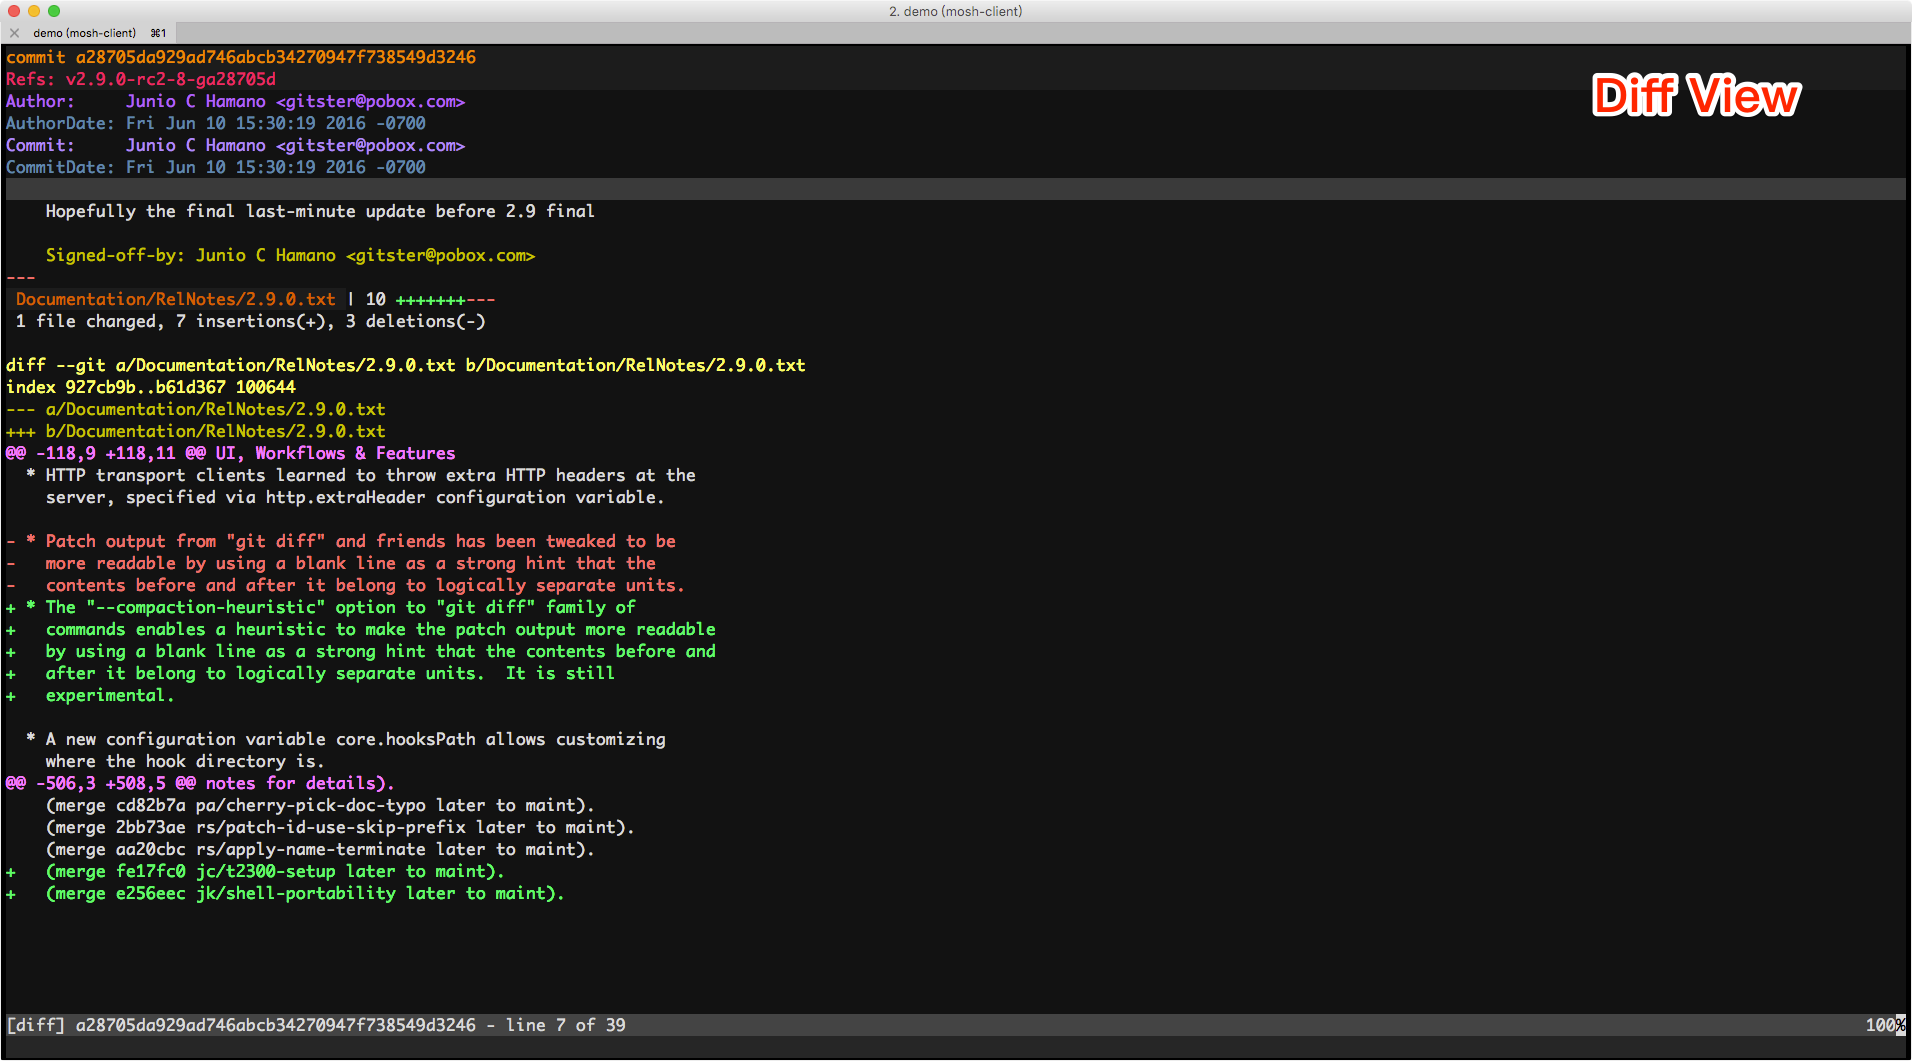 2. demo (mosh-client)
demo (mosh-client) ⌘1
commit a28705da929ad746abcb34270947f738549d3246
Refs: v2.9.0-rc2-8-ga28705d
Diff View
Author:     Junio C Hamano <gitster@pobox.com>
AuthorDate: Fri Jun 10 15:30:19 2016 -0700
Commit:     Junio C Hamano <gitster@pobox.com>
CommitDate: Fri Jun 10 15:30:19 2016 -0700
    Hopefully the final last-minute update before 2.9 final
    Signed-off-by: Junio C Hamano <gitster@pobox.com>
---
 Documentation/RelNotes/2.9.0.txt | 10 +++++++---
 1 file changed, 7 insertions(+), 3 deletions(-)
diff --git a/Documentation/RelNotes/2.9.0.txt b/Documentation/RelNotes/2.9.0.txt
index 927cb9b..b61d367 100644
--- a/Documentation/RelNotes/2.9.0.txt
+++ b/Documentation/RelNotes/2.9.0.txt
@@ -118,9 +118,11 @@ UI, Workflows & Features
  * HTTP transport clients learned to throw extra HTTP headers at the
    server, specified via http.extraHeader configuration variable.
- * Patch output from "git diff" and friends has been tweaked to be
-   more readable by using a blank line as a strong hint that the
-   contents before and after it belong to logically separate units.
+ * The "--compaction-heuristic" option to "git diff" family of
+   commands enables a heuristic to make the patch output more readable
+   by using a blank line as a strong hint that the contents before and
+   after it belong to logically separate units.  It is still
+   experimental.
  * A new configuration variable core.hooksPath allows customizing
    where the hook directory is.
@@ -506,3 +508,5 @@ notes for details).
    (merge cd82b7a pa/cherry-pick-doc-typo later to maint).
    (merge 2bb73ae rs/patch-id-use-skip-prefix later to maint).
    (merge aa20cbc rs/apply-name-terminate later to maint).
+   (merge fe17fc0 jc/t2300-setup later to maint).
+   (merge e256eec jk/shell-portability later to maint).
[diff] a28705da929ad746abcb34270947f738549d3246 - line 7 of 39 100%